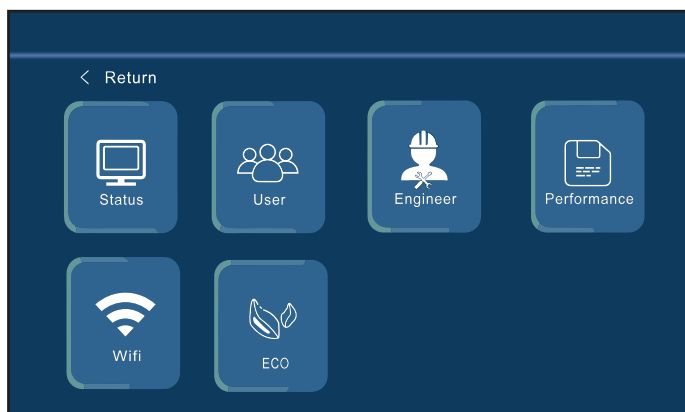 Return
Status
User
Engineer
Performance
Wifi
ECO